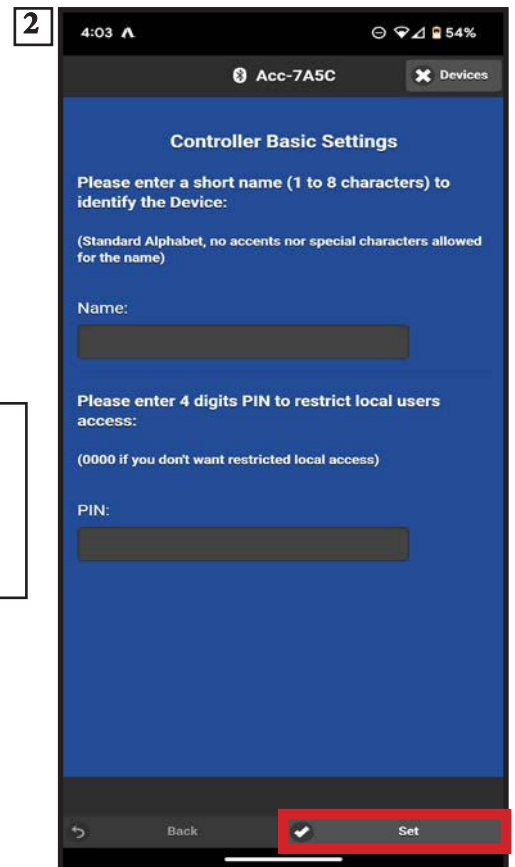 2
4:03
54%
Acc-7A5C
Devices
Controller Basic Settings
Please enter a short name (1 to 8 characters) to
identify the Device:
(Standard Alphabet, no accents nor special characters allowed
for the name)
Name:
Please enter 4 digits PIN to restrict local users
access:
(0000 if you don't want restricted local access)
PIN:
Back
Set